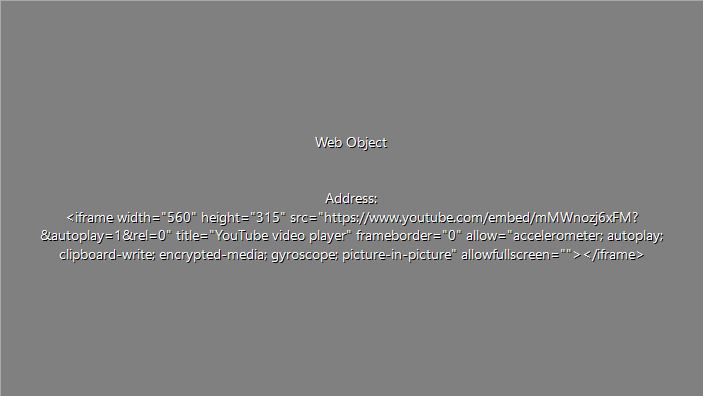 Web Object
Address:
<iframe width="560" height="315" src="https://www.youtube.com/embed/mMWnozj6xFM?
&autoplay=1&rel=0" title="YouTube video player" frameborder="0" allow="accelerometer; autoplay;
clipboard-write; encrypted-media; gyroscope; picture-in-picture" allowfullscreen=""></iframe>